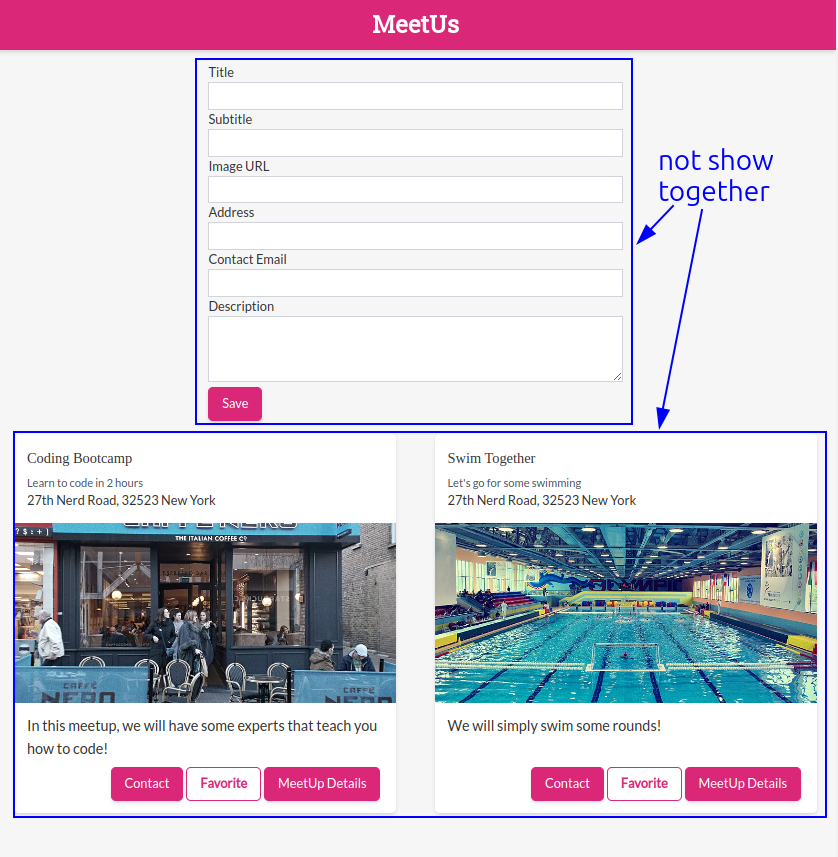 MeetUs
Title
Subtitle
Image URL
Address
Contact Email
Description
Save
not show
together
Coding Bootcamp
Learn to code in 2 hours
27th Nerd Road, 32523 New York
THE ITALIAN COFFEE Cº
CAFFÈ
NERO
CAFFÈ
NERO
In this meetup, we will have some experts that teach you
how to code!
Contact
Favorite
MeetUp Details
Swim Together
Let's go for some swimming
27th Nerd Road, 32523 New York
We will simply swim some rounds!
Contact
Favorite
MeetUp Details